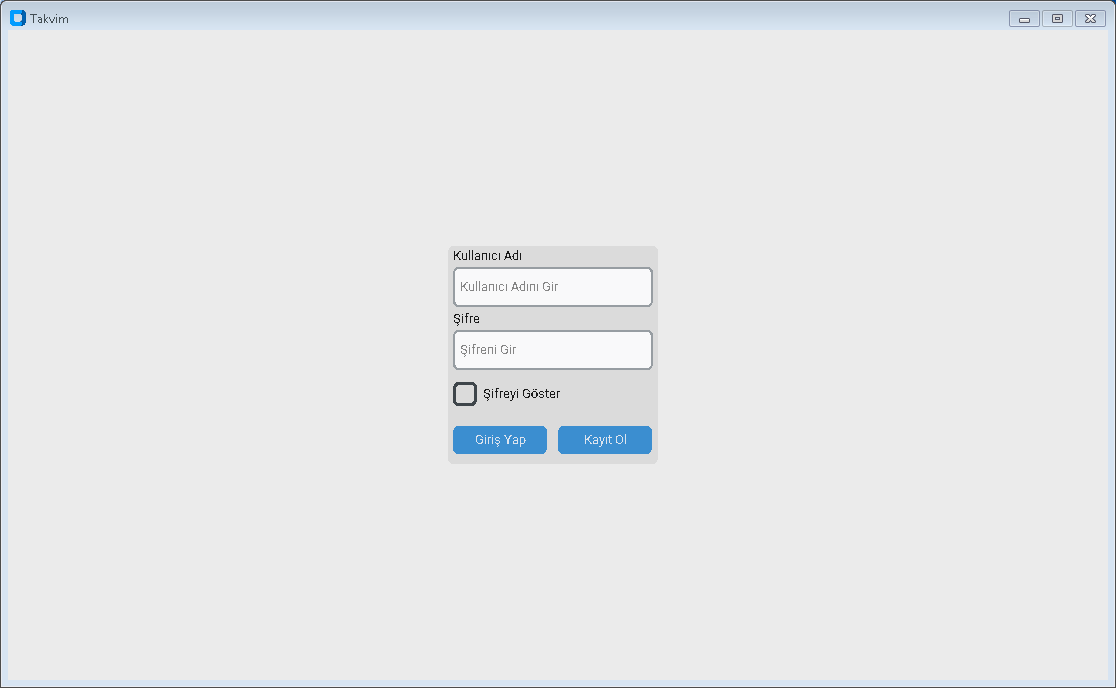 Takvim
Kullanıcı Adı
Kullanıcı Adını Gir
Şifre
Şifreni Gir
Şifreyi Göster
Giriş Yap Kayıt Ol